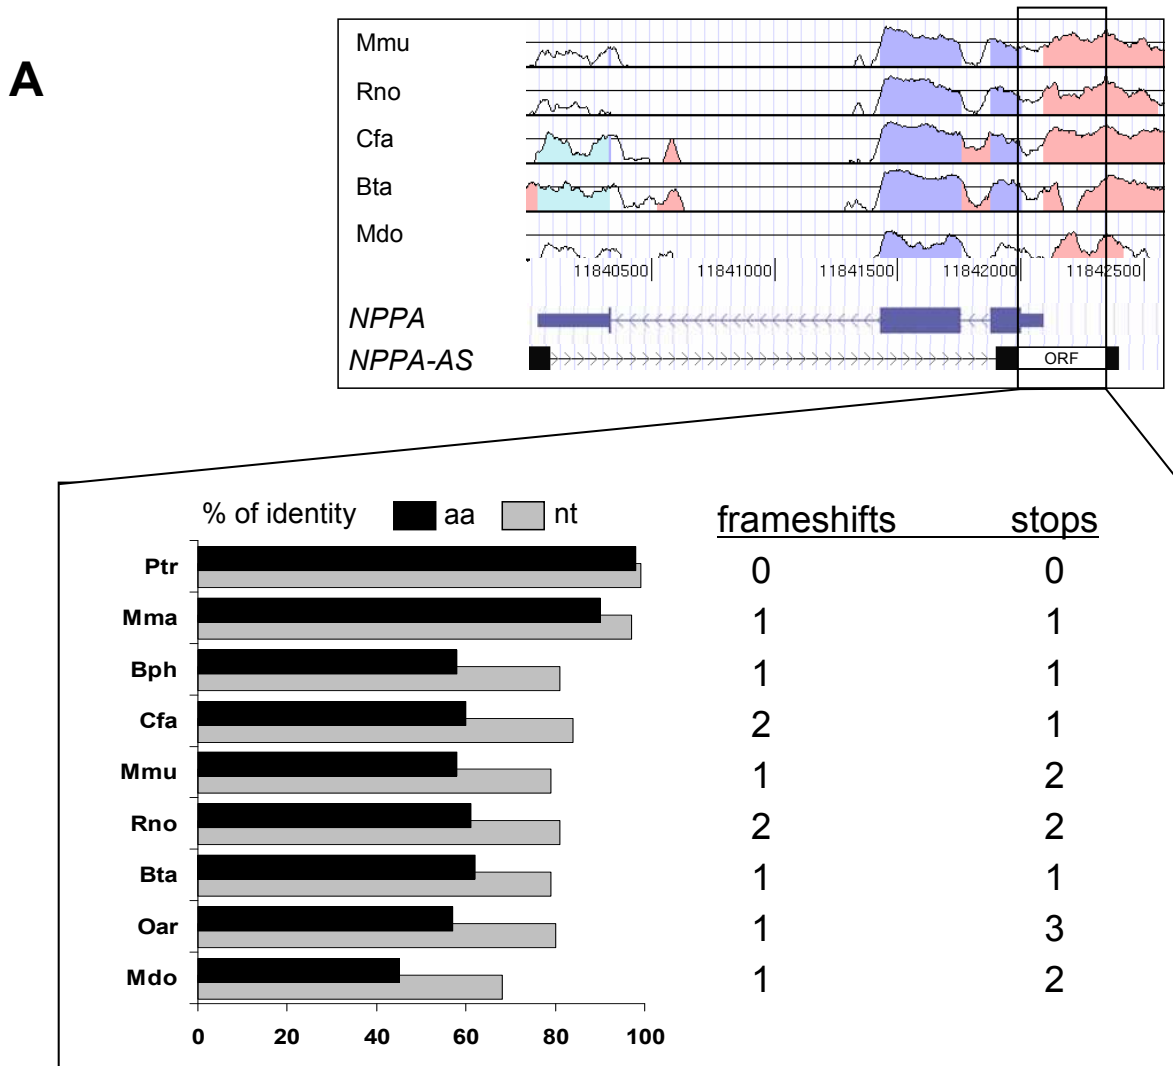 A
Mmu
Rno
Cfa
Bta
Mdo
11840500 11841000 11841500 11842000 11842500
NPPA
NPPA-AS ORF
% of identity aa nt frameshifts stops
Ptr 0 0
Mma 1 1
Bph 1 1
Cfa 2 1
Mmu 1 2
Rno 2 2
Bta 1 1
Oar 1 3
Mdo 1 2
0 20 40 60 80 100